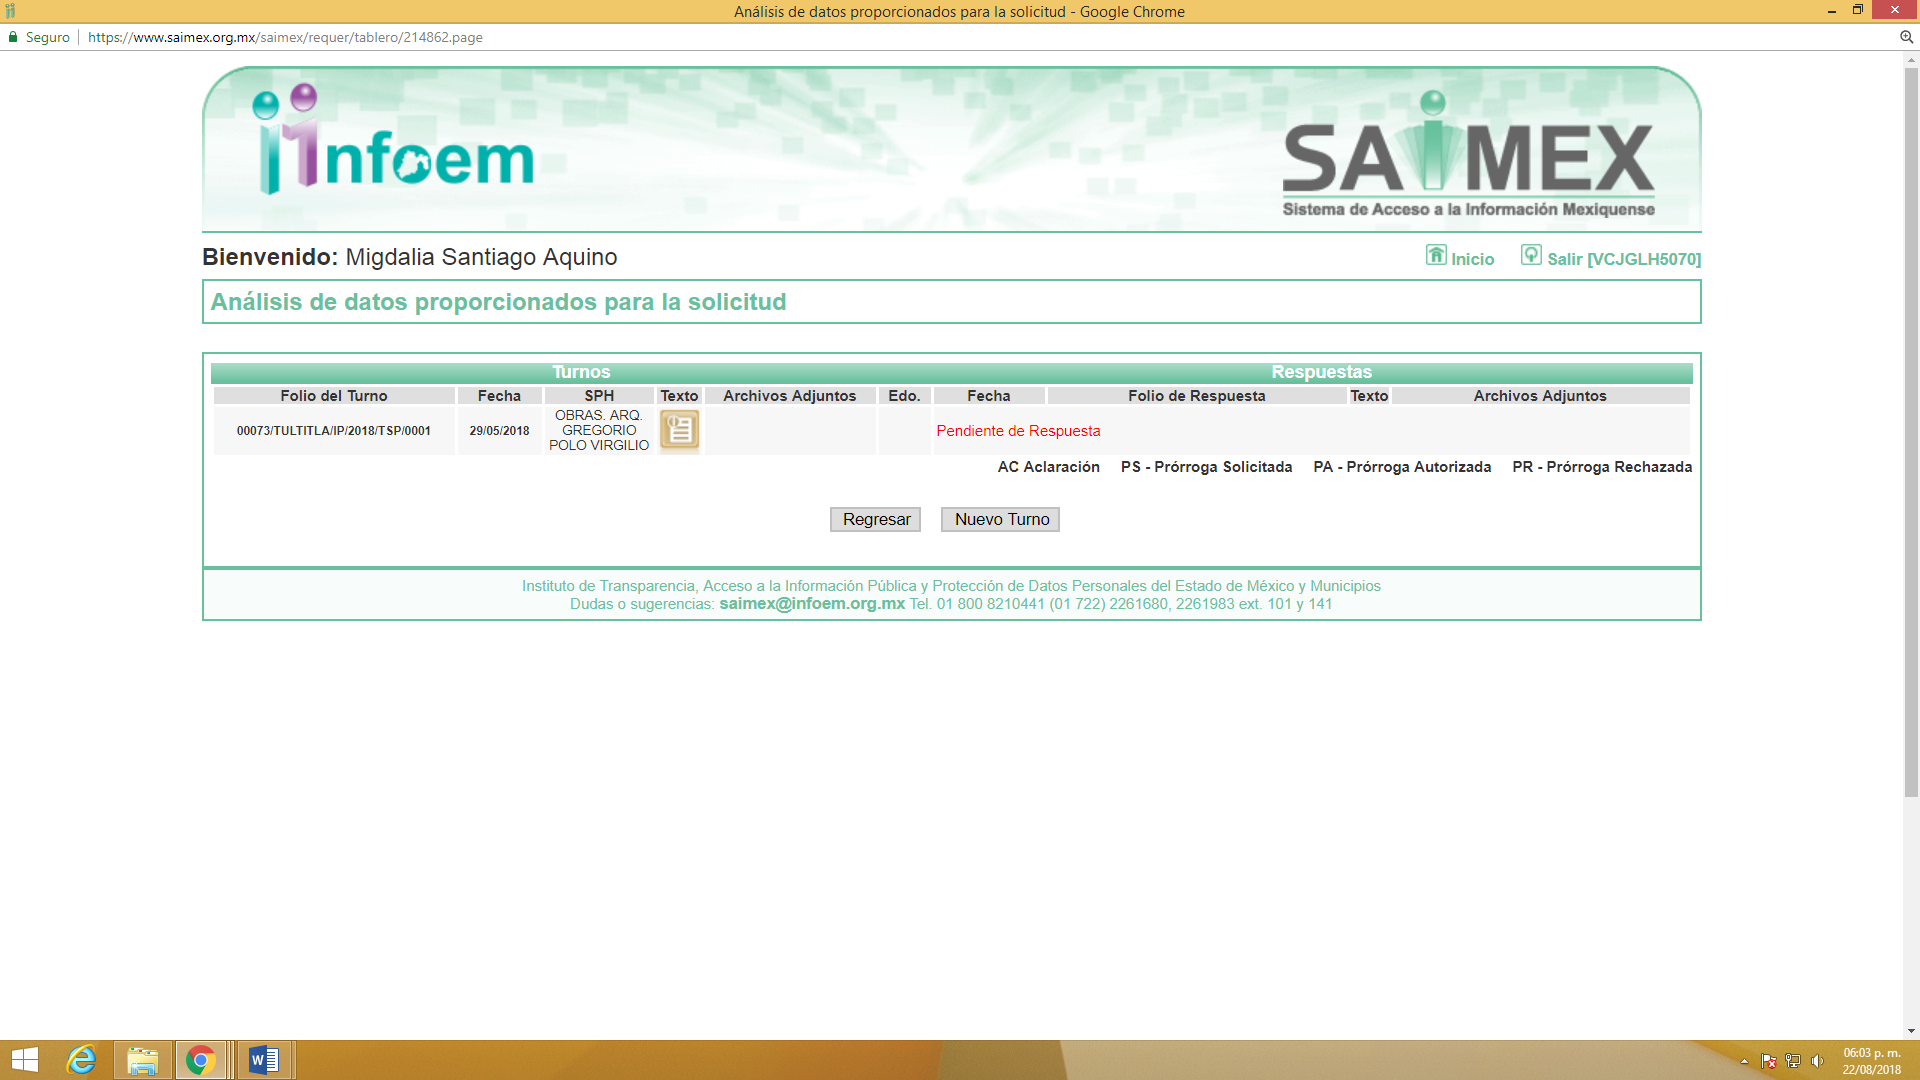 Análisis de datos proporcionados para la solicitud - Google Chrome
Seguro https://www.saimex.org.mx/saimex/requer/tablero/214862.page
infoem
SAIMEX
Sistema de Acceso a la Información Mexiquense
Bienvenido: Migdalia Santiago Aquino
Inicio Salir [VCJGLH5070]
Análisis de datos proporcionados para la solicitud
Turnos Respuestas
Folio del Turno Fecha SPH Texto Archivos Adjuntos Edo. Fecha Folio de Respuesta Texto Archivos Adjuntos
00073/TULTITLA/IP/2018/TSP/0001 29/05/2018 OBRAS. ARQ. GREGORIO POLO VIRGILIO Pendiente de Respuesta
AC Aclaración PS - Prórroga Solicitada PA - Prórroga Autorizada PR - Prórroga Rechazada
Regresar Nuevo Turno
Instituto de Transparencia, Acceso a la Información Pública y Protección de Datos Personales del Estado de México y Municipios
Dudas o sugerencias: saimex@infoem.org.mx Tel. 01 800 8210441 (01 722) 2261680, 2261983 ext. 101 y 141
06:03 p. m.
22/08/2018